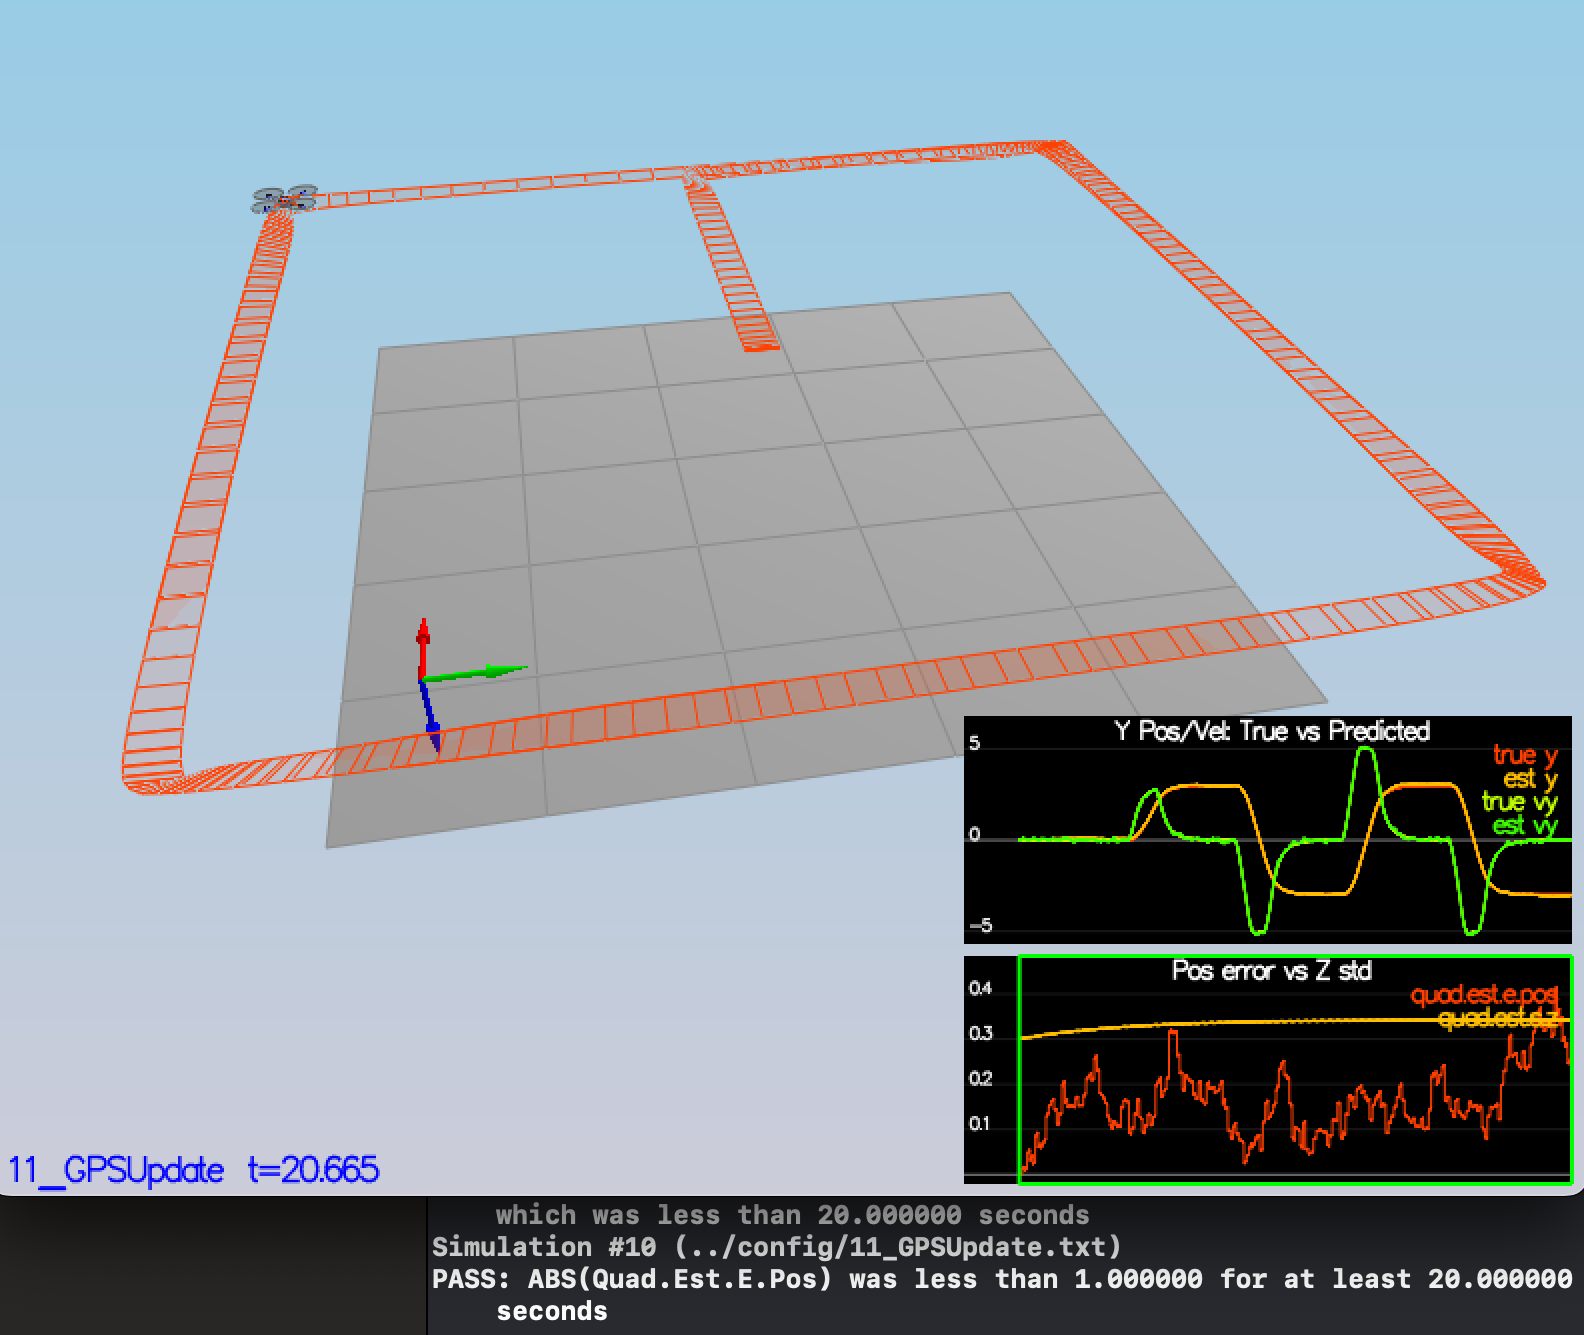 Y Pos/Vel: True vs Predicted
5
true y
est y
true vy
0
est vy
-5
Pos error vs Z std
0.4
quad.est.e.pos
0.3
0.2
0.1
11_GPSUpdate t=20.665
which was less than 20.000000 seconds
Simulation #10 (../config/11_GPSUpdate.txt)
PASS: ABS(Quad.Est.E.Pos) was less than 1.000000 for at least 20.000000
seconds